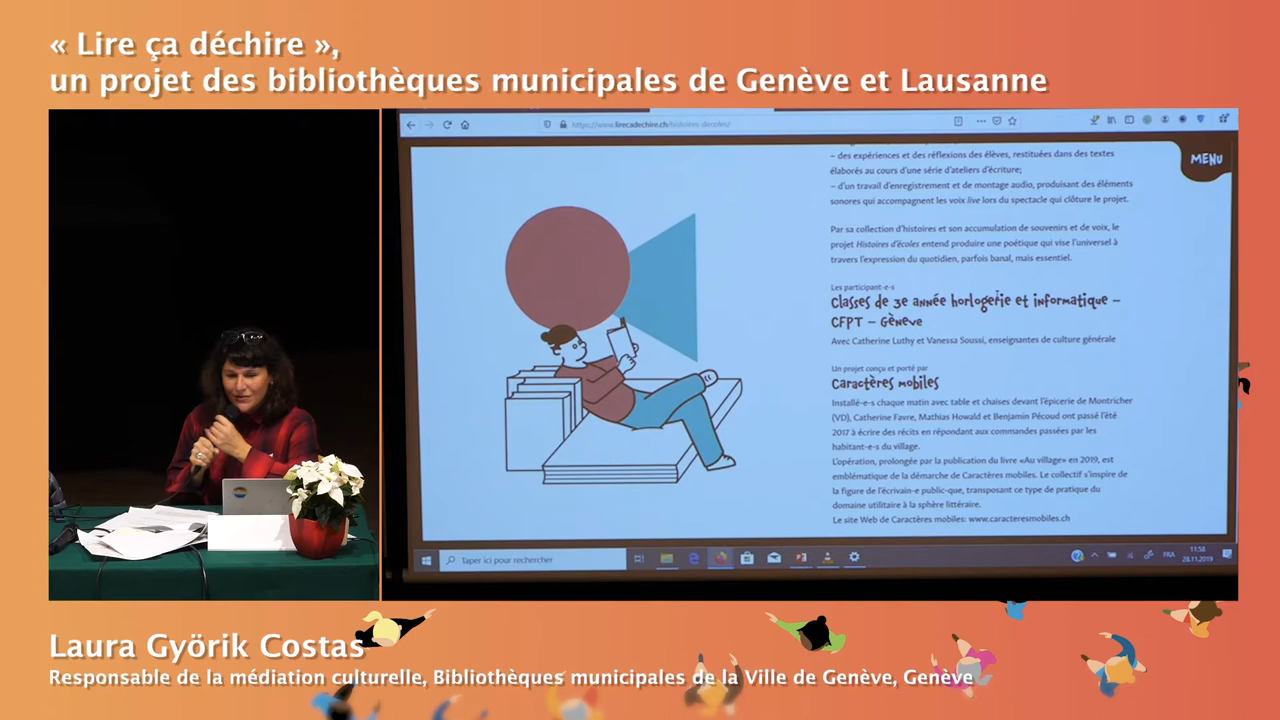 « Lire ça déchire »,
un projet des bibliothèques municipales de Genève et Lausanne
https://www.lirecadechire.ch/histoires-decoles/
MENU
– des expériences et des réflexions des élèves, restituées dans des textes
élaborés au cours d'une série d'ateliers d'écriture;
– d'un travail d'enregistrement et de montage audio, produisant des éléments
sonores qui accompagnent les voix live lors du spectacle qui clôture le projet.
Par sa collection d'histoires et son accumulation de souvenirs et de voix, le
projet Histoires d'écoles entend produire une poétique qui vise l'universel à
travers l'expression du quotidien, parfois banal, mais essentiel.
Les participant-e-s
Classes de 3e année horlogerie et informatique –
CFPT – Gèneve
Avec Catherine Luthy et Vanessa Soussi, enseignantes de culture générale
Un projet conçu et porté par
Caractères mobiles
Installé-e-s chaque matin avec table et chaises devant l'épicerie de Montricher
(VD), Catherine Favre, Mathias Howald et Benjamin Pécoud ont passé l'été
2017 à écrire des récits en répondant aux commandes passées par les
habitant-e-s du village.
L'opération, prolongée par la publication du livre «Au village» en 2019, est
emblématique de la démarche de Caractères mobiles. Le collectif s'inspire de
la figure de l'écrivain-e public-que, transposant ce type de pratique du
domaine utilitaire à la sphère littéraire.
Le site Web de Caractères mobiles: www.caracteresmobiles.ch
Taper ici pour rechercher
FRA
11:58
28.11.2019
Laura Györik Costas
Responsable de la médiation culturelle, Bibliothèques municipales de la Ville de Genève, Genève